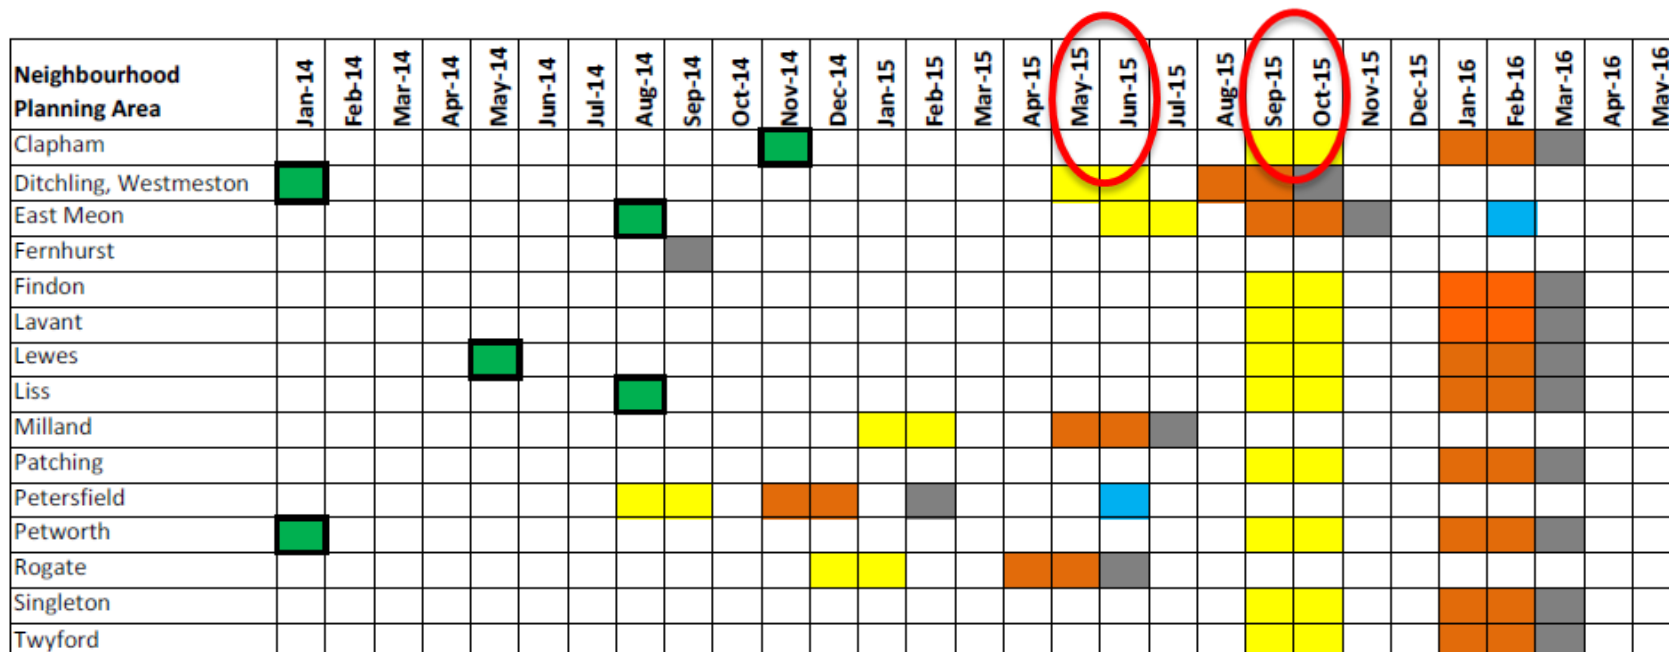 Neighbourhood
Planning Area
Jan-14 Feb-14 Mar-14 Apr-14 May-14 Jun-14 Jul-14 Aug-14 Sep-14 Oct-14 Nov-14 Dec-14 Jan-15 Feb-15 Mar-15 Apr-15 May-15 Jun-15 Jul-15 Aug-15 Sep-15 Oct-15 Nov-15 Dec-15 Jan-16 Feb-16 Mar-16 Apr-16 May-16
Clapham
Ditchling, Westmeston
East Meon
Fernhurst
Findon
Lavant
Lewes
Liss
Milland
Patching
Petersfield
Petworth
Rogate
Singleton
Twyford